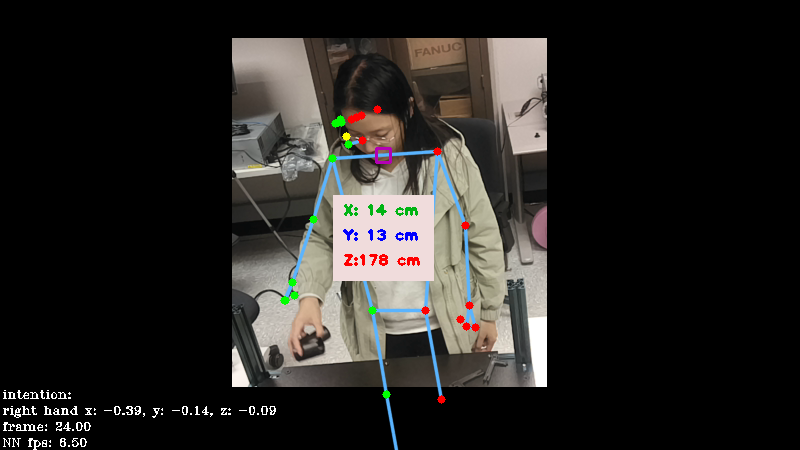 FANUC
X: 14 cm
Y: 13 cm
Z:178 cm
intention:
right hand x: -0.39, y: -0.14, z: -0.09
frame: 24.00
NN fps: 6.50